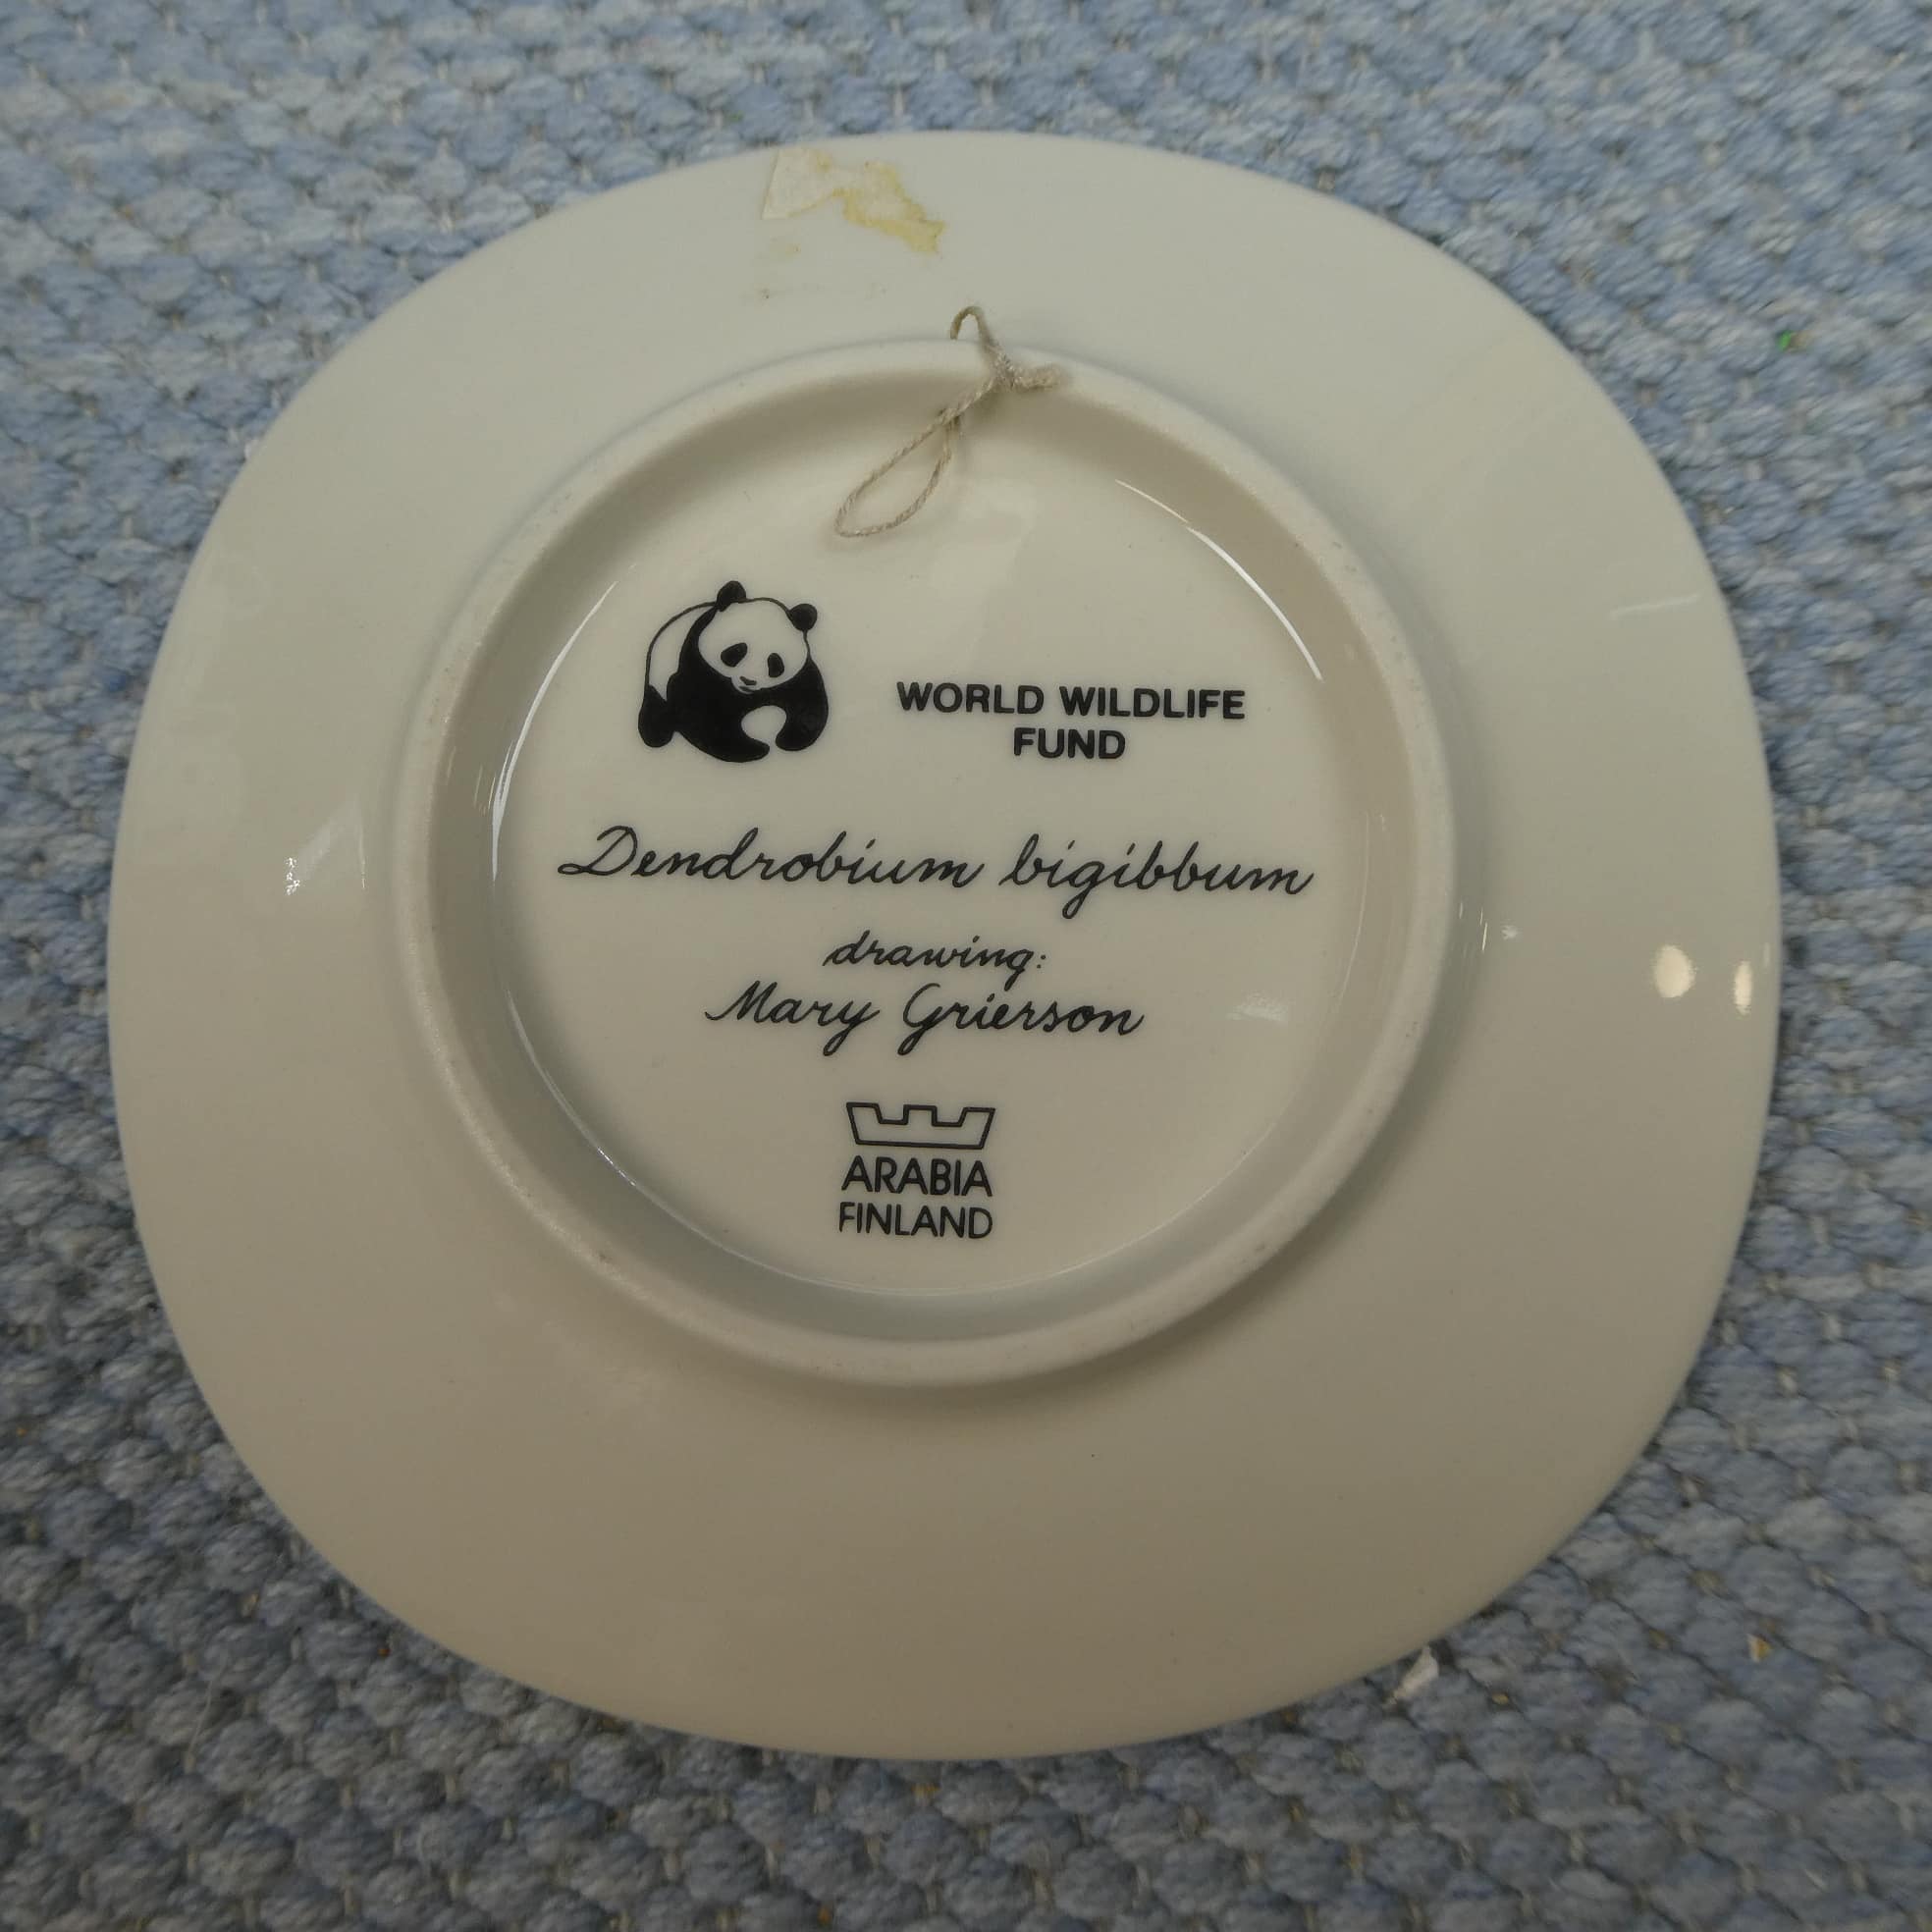 WORLD WILDLIFE
FUND
Dendrobium bigibbum
drawing:
Mary Grierson
ARABIA
FINLAND